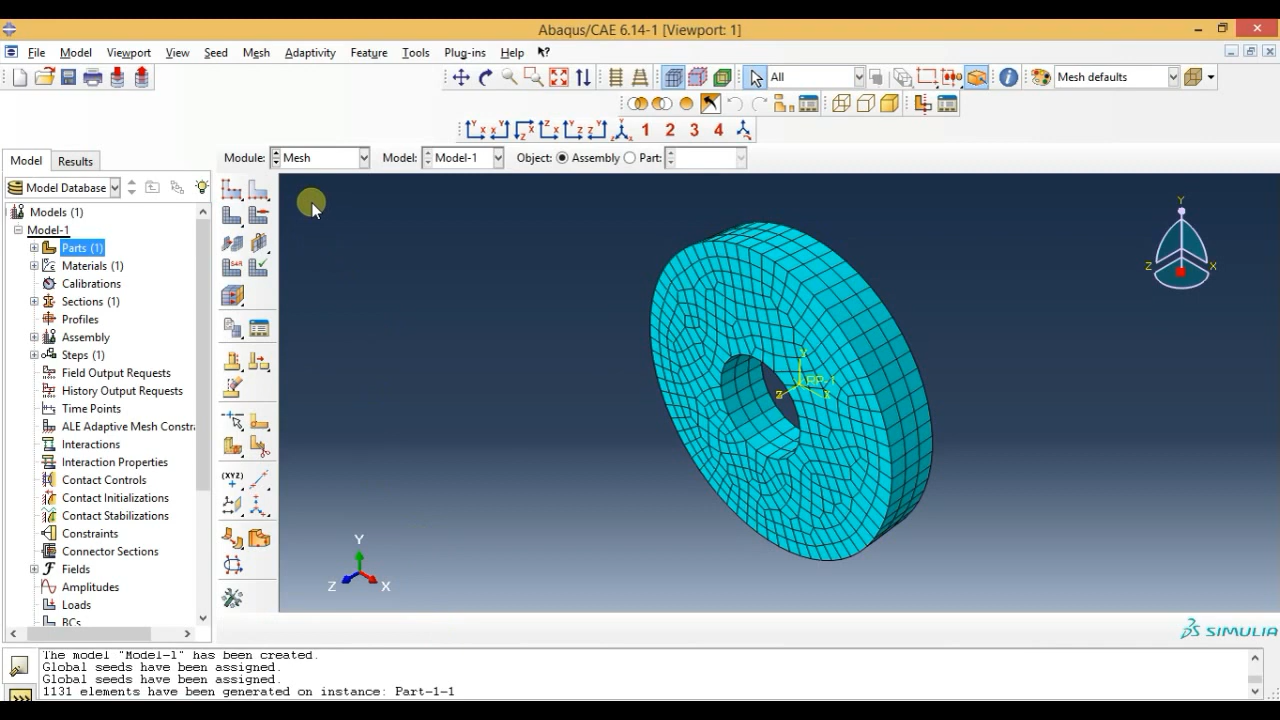 Abaqus/CAE 6.14-1 [Viewport: 1]
File Model Viewport View Seed Mesh Adaptivity Feature Tools Plug-ins Help
All
Mesh defaults
1 2 3 4
Model Results
Module: Mesh Model: Model-1 Object: Assembly Part:
Model Database
Models (1)
Model-1
Parts (1)
Materials (1)
Calibrations
Sections (1)
Profiles
Assembly
Steps (1)
Field Output Requests
History Output Requests
Time Points
ALE Adaptive Mesh Constra
Interactions
Interaction Properties
Contact Controls
Contact Initializations
Contact Stabilizations
Constraints
Connector Sections
Fields
Amplitudes
Loads
BCs
(XYZ)
Y
Z X
Y
Z X
Y
Z X
SIMULIA
The model "Model-1" has been created.
Global seeds have been assigned.
Global seeds have been assigned.
1131 elements have been generated on instance: Part-1-1
>>>